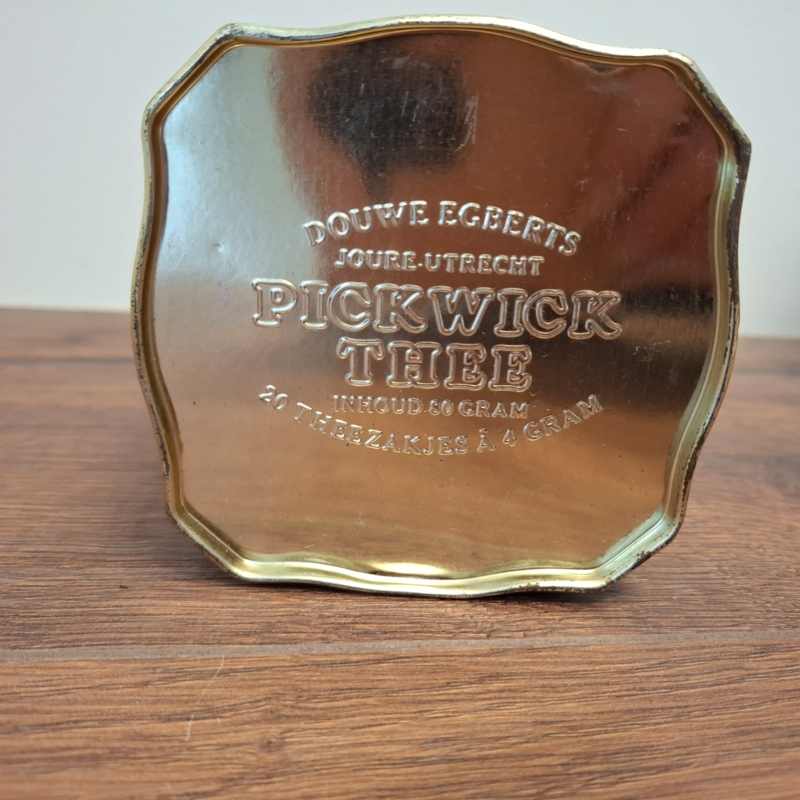 DOUWE EGBERTS
JOURE-UTRECHT
PICKWICK
THEE
INHOUD 80 GRAM
20 THEEZAKJES À 4 GRAM